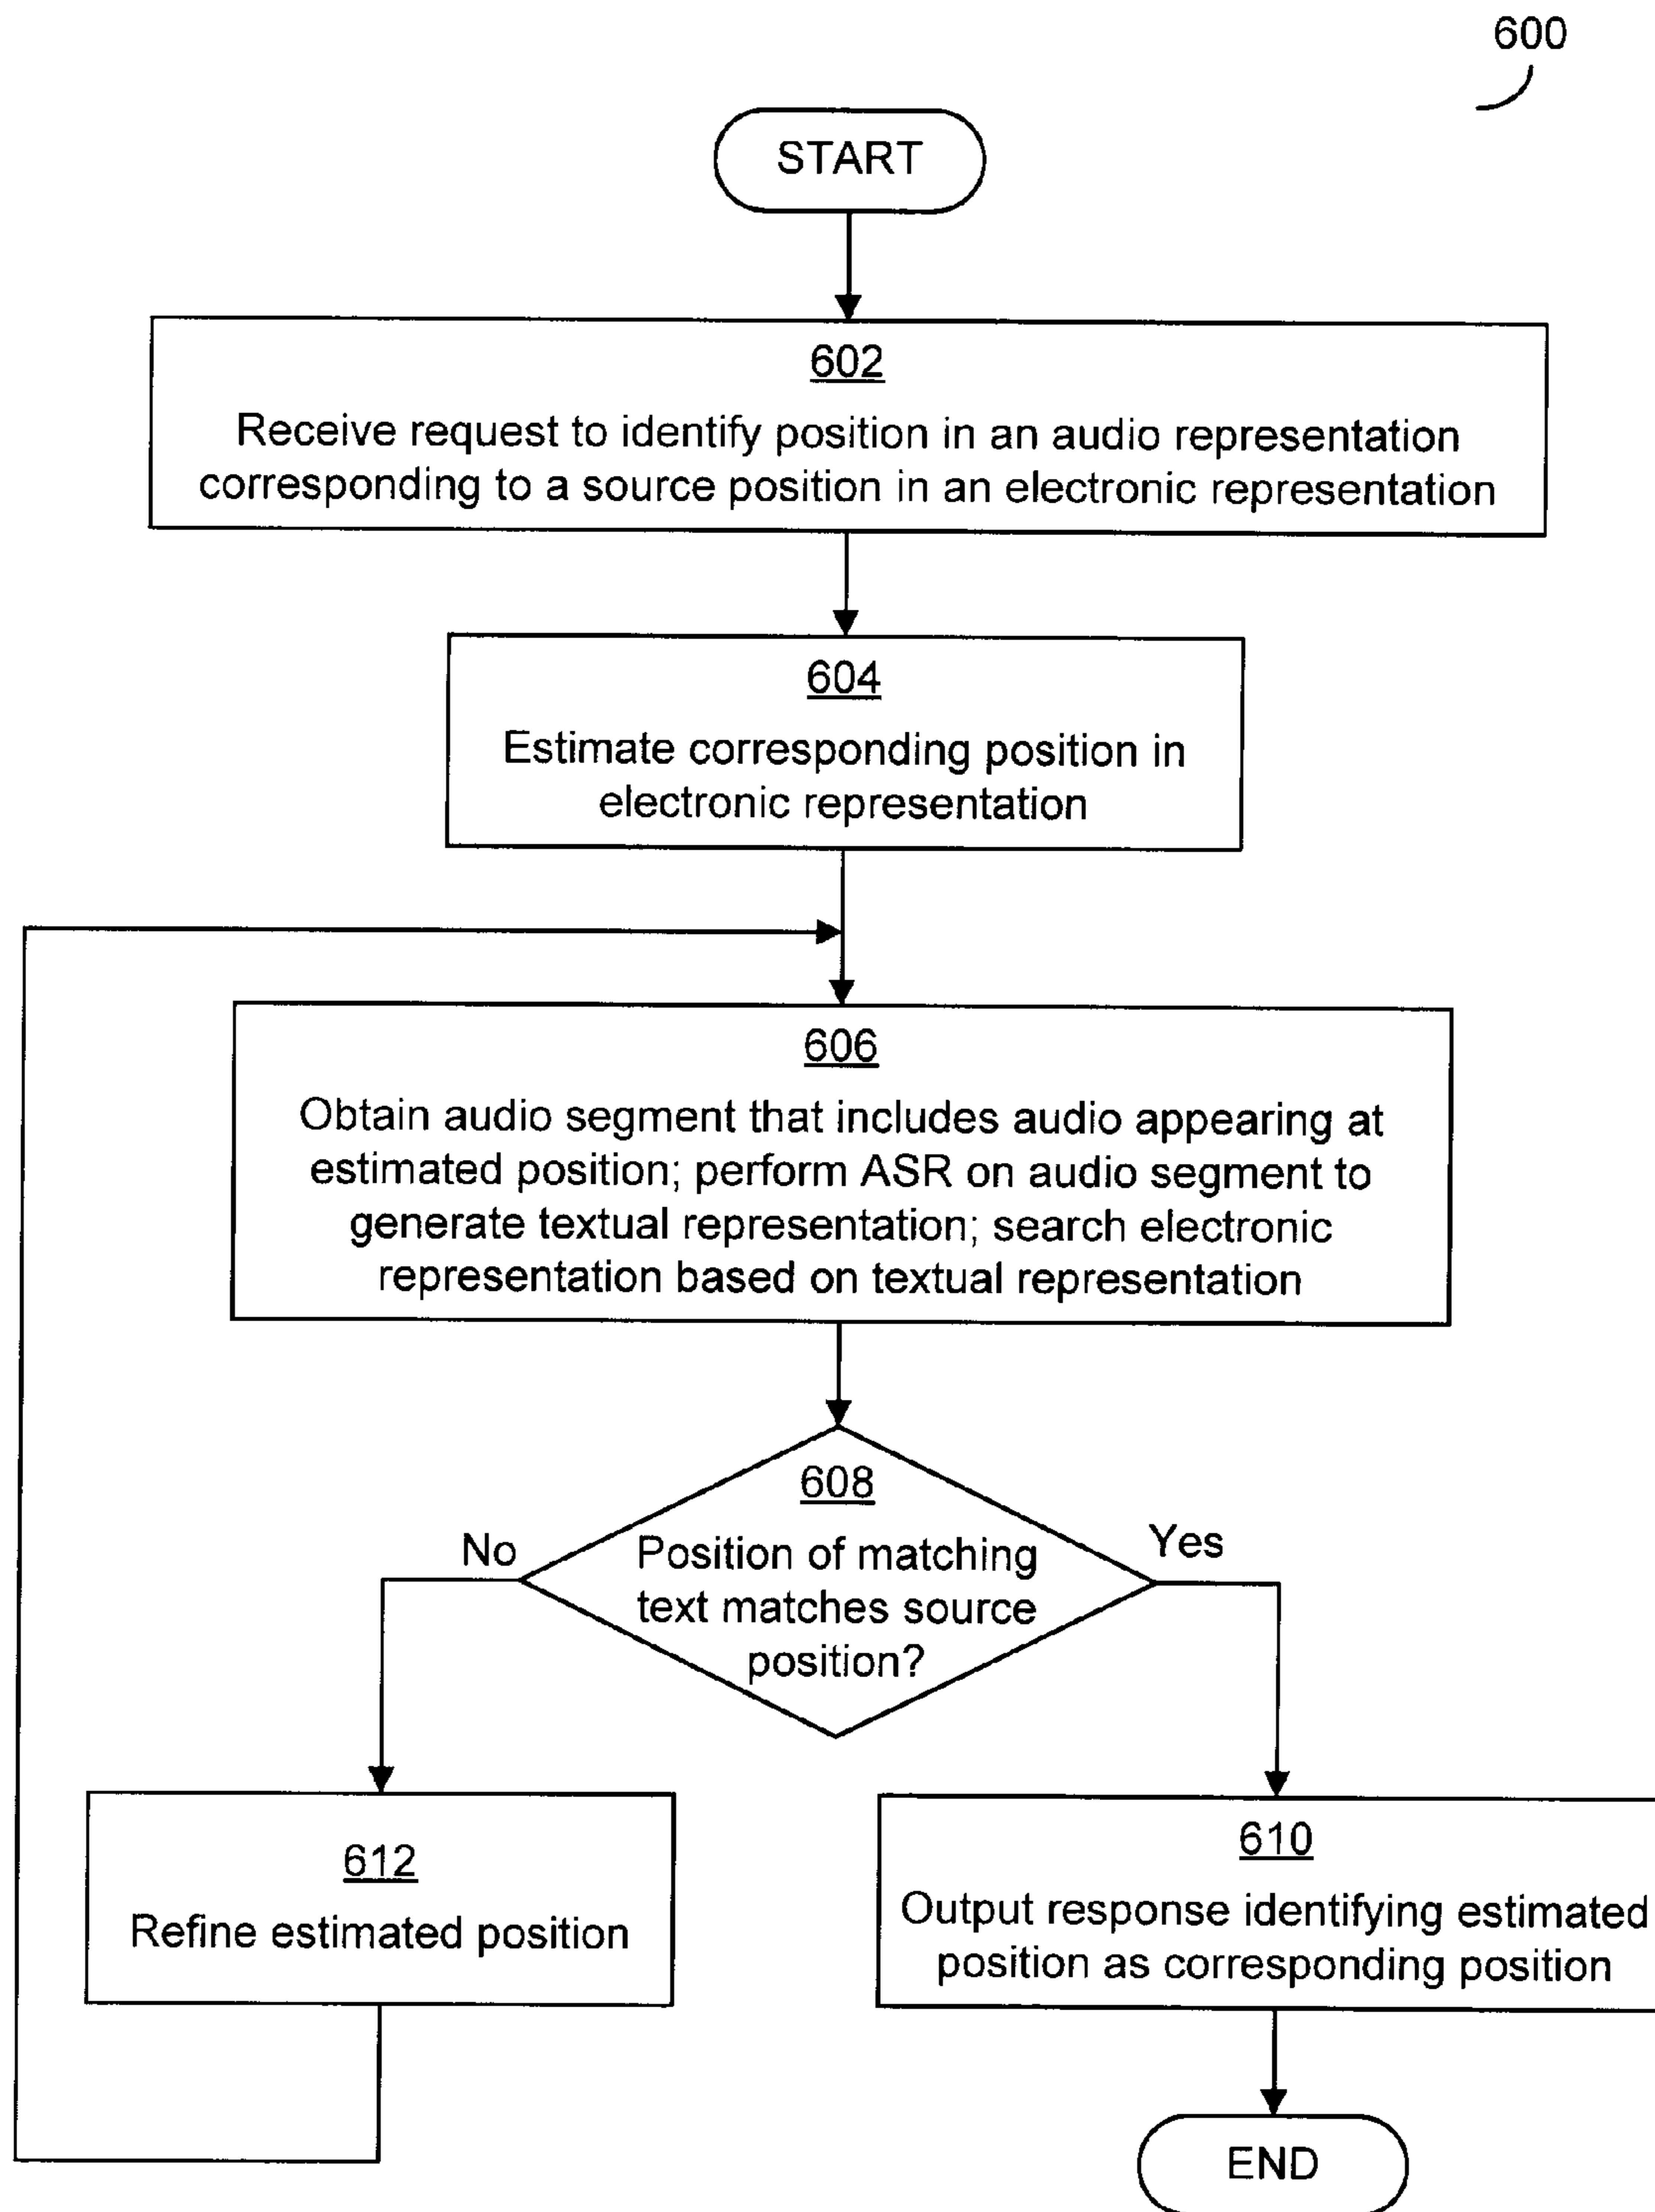 600
START
602
Receive request to identify position in an audio representation
corresponding to a source position in an electronic representation
604
Estimate corresponding position in
electronic representation
606
Obtain audio segment that includes audio appearing at
estimated position; perform ASR on audio segment to
generate textual representation; search electronic
representation based on textual representation
608
Position of matching
text matches source
position?
No
Yes
612
Refine estimated position
610
Output response identifying estimated
position as corresponding position
END